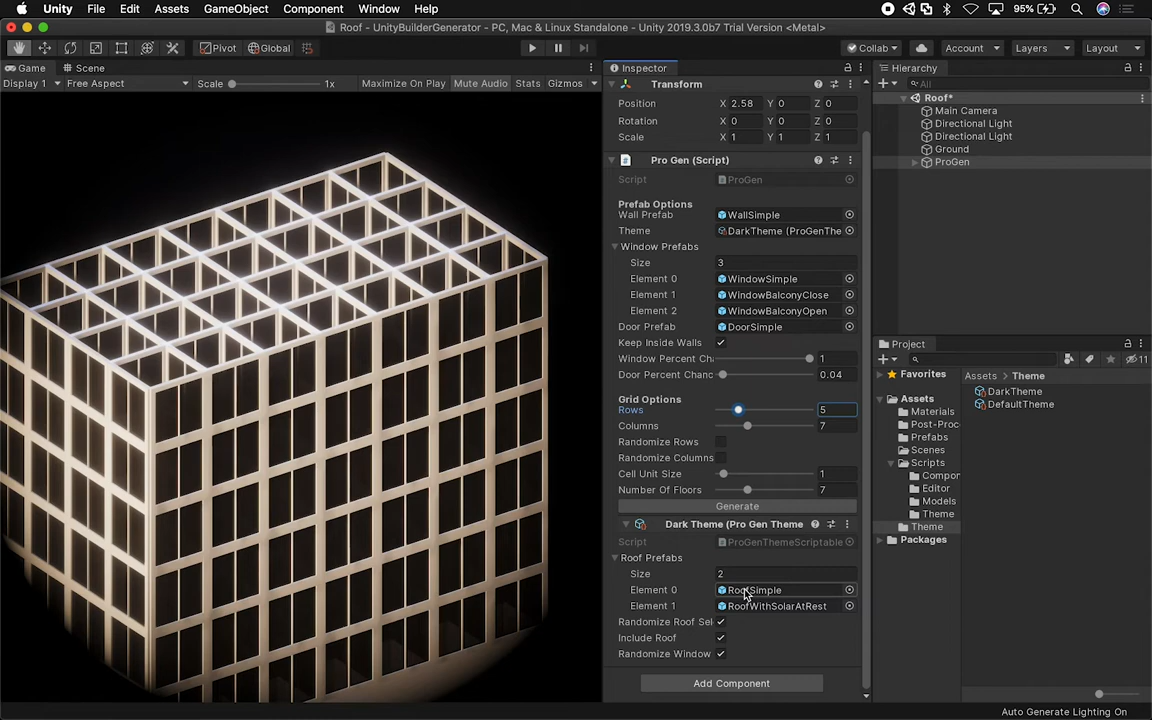 Unity File Edit Assets GameObject Component Window Help 95%
Roof - UnityBuilderGenerator - PC, Mac & Linux Standalone - Unity 2019.3.0b7 Trial Version <Metal>
Pivot Global Collab Account Layers Layout
Game Scene
Display 1 Free Aspect Scale 1x Maximize On Play Mute Audio Stats Gizmos
Inspector
Transform
Position X 2.58 Y 0 Z 0
Rotation X 0 Y 0 Z 0
Scale X 1 Y 1 Z 1
Pro Gen (Script)
Script ProGen
Prefab Options
Wall Prefab WallSimple
Theme DarkTheme (ProGenThe
Window Prefabs
Size 3
Element 0 WindowSimple
Element 1 WindowBalconyClose
Element 2 WindowBalconyOpen
Door Prefab DoorSimple
Keep Inside Walls
Window Percent Cha 1
Door Percent Chanc 0.04
Grid Options
Rows 5
Columns 7
Randomize Rows
Randomize Columns
Cell Unit Size 1
Number Of Floors 7
Generate
Dark Theme (Pro Gen Theme
Script ProGenThemeScriptable
Roof Prefabs
Size 2
Element 0 RoofSimple
Element 1 RoofWithSolarAtRest
Randomize Roof Sel
Include Roof
Randomize Window
Add Component
Hierarchy
All
Roof*
Main Camera
Directional Light
Directional Light
Ground
ProGen
Project
11
Favorites
Assets
Materials
Post-Proc
Prefabs
Scenes
Scripts
Compor
Editor
Models
Theme
Theme
Packages
Assets > Theme
DarkTheme
DefaultTheme
Auto Generate Lighting On